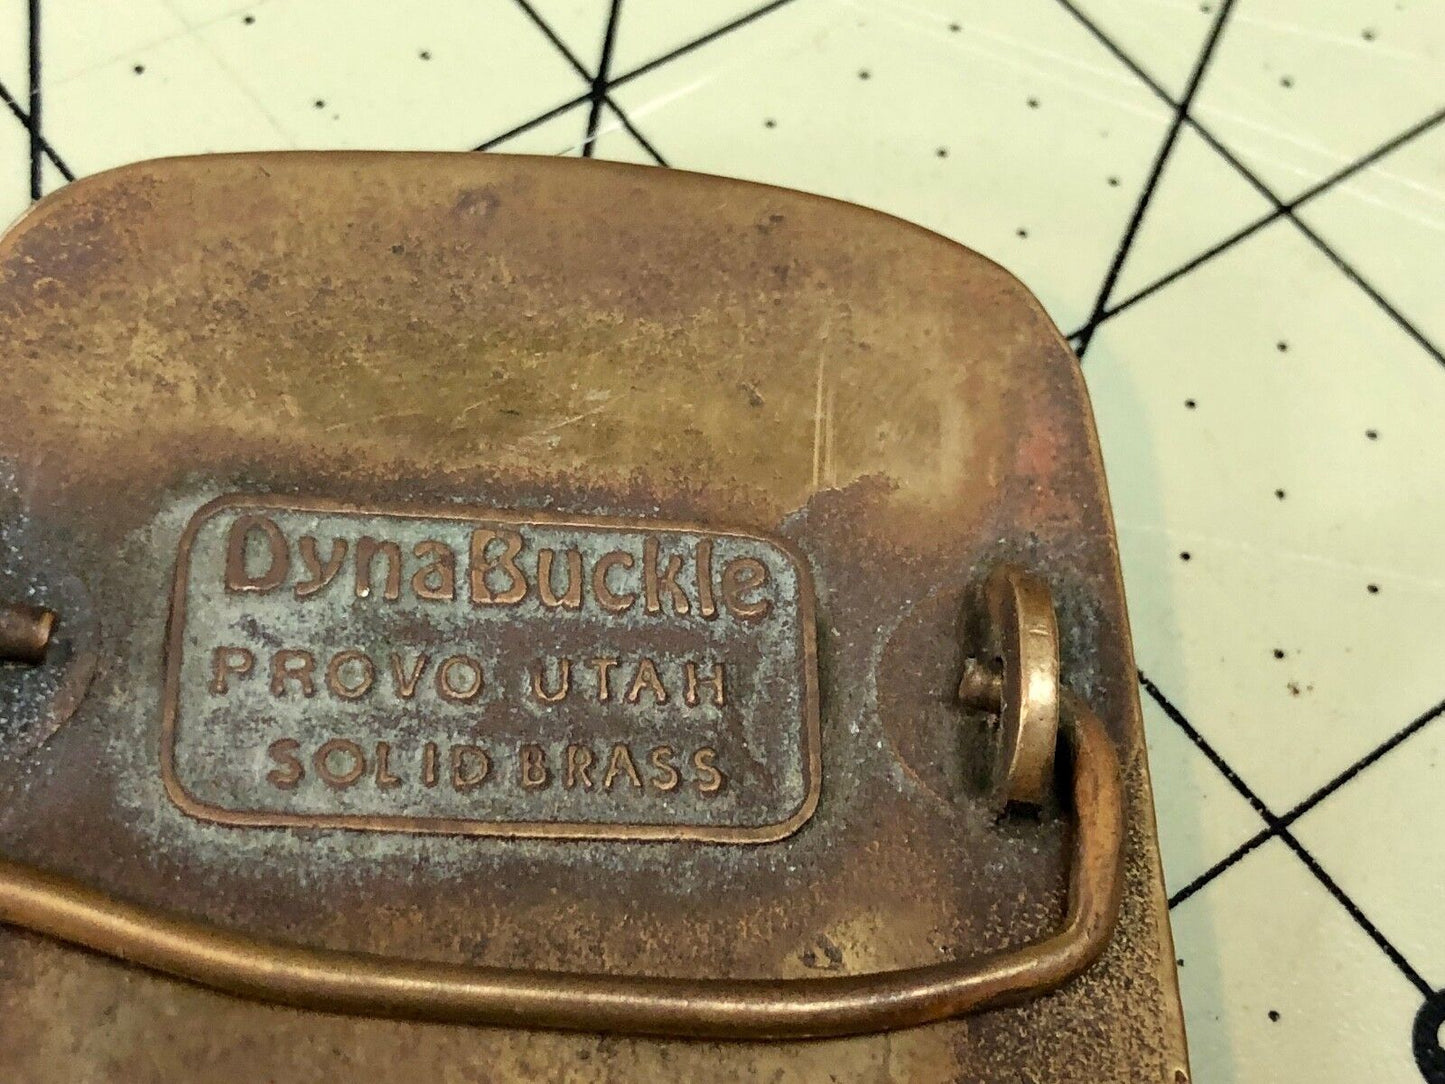 DynaBuckle
PROVO UTAH
SOLID BRASS